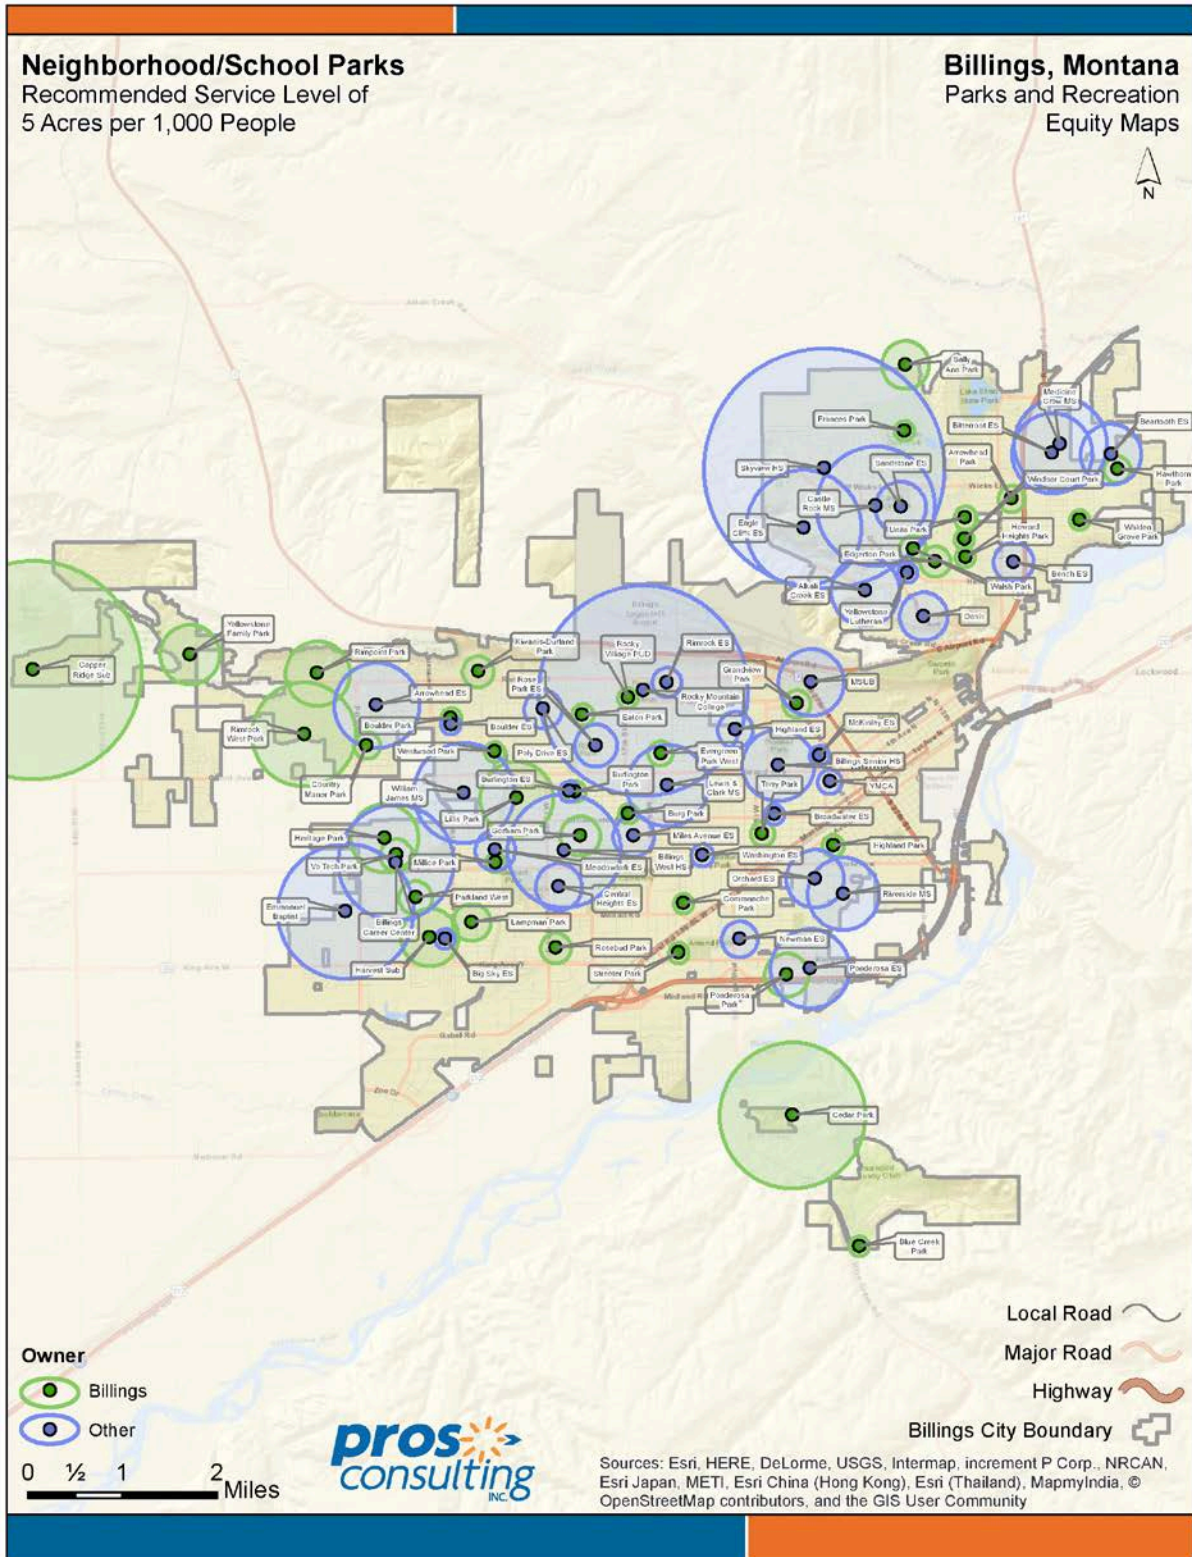 Neighborhood/School Parks
Recommended Service Level of
5 Acres per 1,000 People
Billings, Montana
Parks and Recreation
Equity Maps
N
Sally
Ann Park
Medicine
Crow MS
Frances Park
Bitterroot ES
Beartooth ES
Arrowhead
Park
Skyview HS
Sandstone ES
Windsor Court Park
Hawthorn
Park
Castle
Rock MS
Eagle
Cliffs ES
Uinta Park
Howard
Heights Park
Walden
Grove Park
Edgerton Park
Walsh Park
Bench ES
Alkali
Creek ES
Yellowstone
Lutheran
Oasis
Lockwood
Yellowstone
Family Park
Copper
Ridge Sub
Rimpoint Park
Kiwanis-Durland
Park
Rocky
Village PUD
Rimrock ES
Grandview
Park
MSUB
Arrowhead ES
Rocky Mountain
College
Rimrock
West Park
Boulder Park
Boulder ES
Eaton Park
Highland ES
McKinley ES
Westwood Park
Poly Drive ES
Evergreen
Park West
Billings Senior HS
Country
Manor Park
William
James MS
Burlington ES
Burlington
Park
Lewis &
Clark MS
Terry Park
YMCA
Lillis Park
Burg Park
Broadwater ES
Heritage Park
Gorham Park
Miles Avenue ES
Highland Park
Vo Tech Park
Millice Park
Meadowlark ES
Billings
West HS
Washington ES
Orchard ES
Riverside MS
Emmanuel
Baptist
Parkland West
Central
Heights ES
Comanche
Park
Billings
Career Center
Lampman Park
Newman ES
Harvest Sub
Big Sky ES
Rosebud Park
Streeter Park
Ponderosa ES
Ponderosa
Park
Cedar Park
Blue Creek
Park
Local Road
Major Road
Highway
Billings City Boundary
Owner
Billings
Other
0 ½ 1 2 Miles
pros
consulting
INC.
Sources: Esri, HERE, DeLorme, USGS, Intermap, increment P Corp., NRCAN,
Esri Japan, METI, Esri China (Hong Kong), Esri (Thailand), MapmyIndia, ©
OpenStreetMap contributors, and the GIS User Community